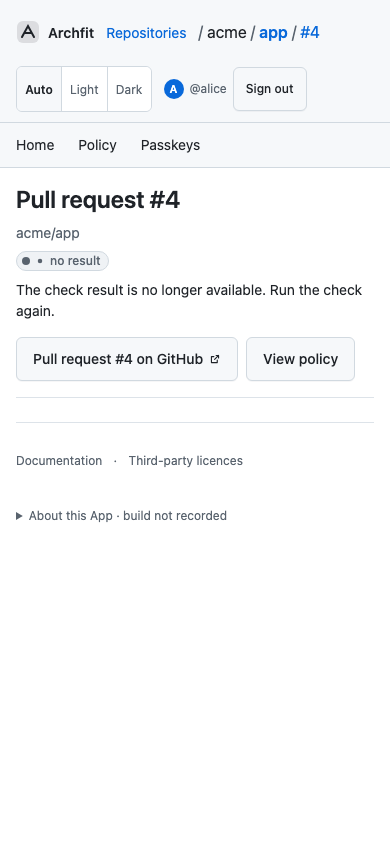 Archfit Repositories / acme / app / #4
Auto Light Dark A @alice Sign out
Home Policy Passkeys
Pull request #4
acme/app
no result
The check result is no longer available. Run the check
again.
Pull request #4 on GitHub View policy
Documentation · Third-party licences
About this App · build not recorded